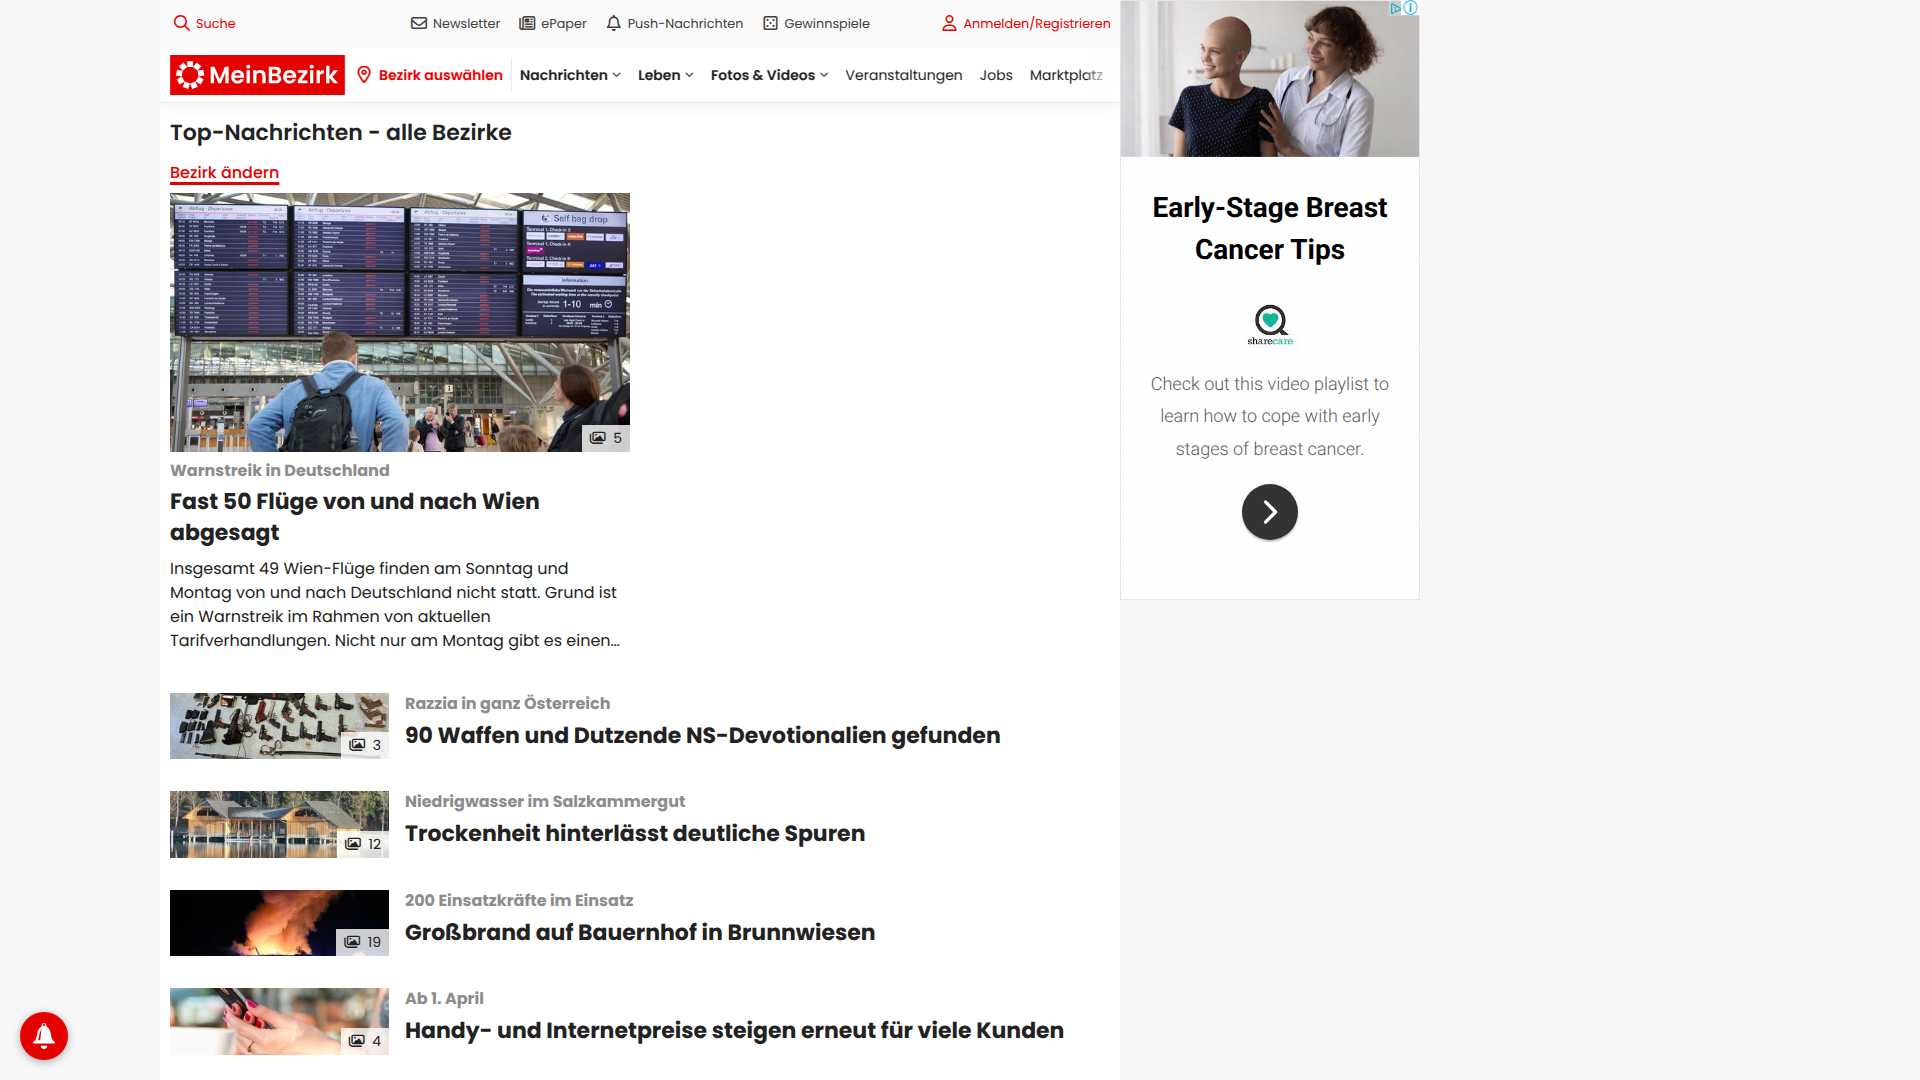 Suche
Newsletter
ePaper
Push-Nachrichten
Gewinnspiele
Anmelden/Registrieren
MeinBezirk
Bezirk auswählen
Nachrichten
Leben
Fotos & Videos
Veranstaltungen
Jobs
Marktplatz
Top-Nachrichten - alle Bezirke
Bezirk ändern
Self bag drop
1-10 min
5
Warnstreik in Deutschland
Fast 50 Flüge von und nach Wien
abgesagt
Insgesamt 49 Wien-Flüge finden am Sonntag und
Montag von und nach Deutschland nicht statt. Grund ist
ein Warnstreik im Rahmen von aktuellen
Tarifverhandlungen. Nicht nur am Montag gibt es einen...
3
Razzia in ganz Österreich
90 Waffen und Dutzende NS-Devotionalien gefunden
12
Niedrigwasser im Salzkammergut
Trockenheit hinterlässt deutliche Spuren
19
200 Einsatzkräfte im Einsatz
Großbrand auf Bauernhof in Brunnwiesen
4
Ab 1. April
Handy- und Internetpreise steigen erneut für viele Kunden
Early-Stage Breast
Cancer Tips
sharecare
Check out this video playlist to
learn how to cope with early
stages of breast cancer.